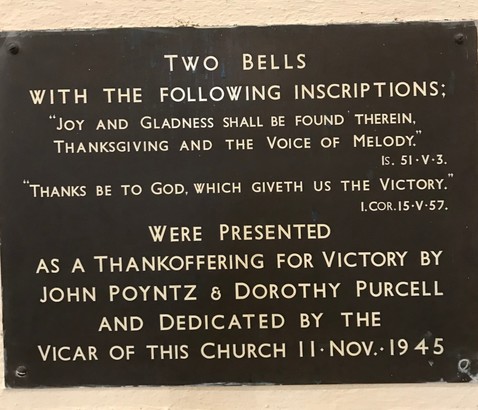 Two Bells
with the following inscriptions;
"Joy and Gladness shall be found therein,
Thanksgiving and the Voice of Melody."
Is. 51·V·3.
"Thanks be to God, which giveth us the Victory."
I.Cor.15·V·57.
Were Presented
as a Thankoffering for Victory by
John Poyntz & Dorothy Purcell
and Dedicated by the
Vicar of this Church 11·Nov.·1945